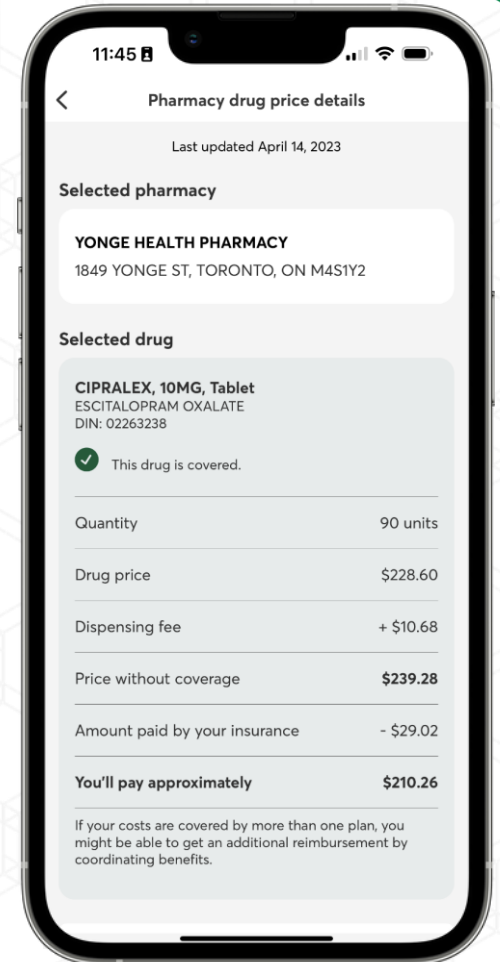 11:45
Pharmacy drug price details
Last updated April 14, 2023
Selected pharmacy
YONGE HEALTH PHARMACY
1849 YONGE ST, TORONTO, ON M4S1Y2
Selected drug
CIPRALEX, 10MG, Tablet
ESCITALOPRAM OXALATE
DIN: 02263238
This drug is covered.
Quantity 90 units
Drug price $228.60
Dispensing fee + $10.68
Price without coverage $239.28
Amount paid by your insurance - $29.02
You'll pay approximately $210.26
If your costs are covered by more than one plan, you
might be able to get an additional reimbursement by
coordinating benefits.